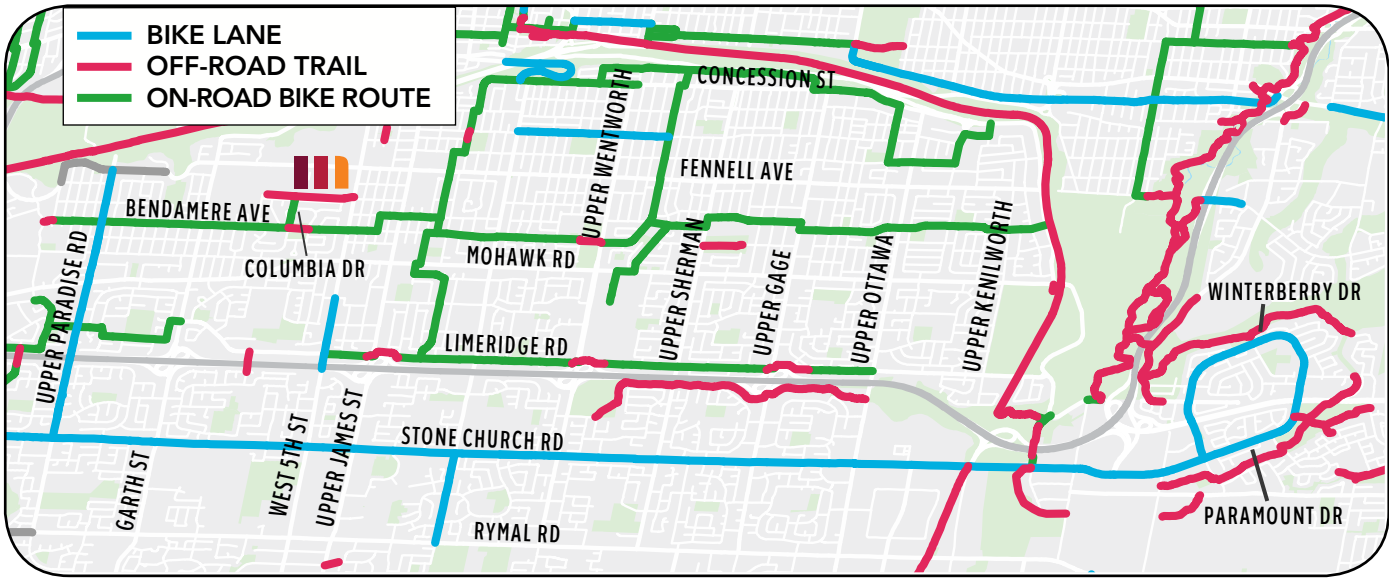 BIKE LANE
OFF-ROAD TRAIL
ON-ROAD BIKE ROUTE
CONCESSION ST
UPPER WENTWORTH
FENNELL AVE
BENDAMERE AVE
COLUMBIA DR
MOHAWK RD
UPPER PARADISE RD
UPPER SHERMAN
UPPER GAGE
UPPER OTTAWA
UPPER KENILWORTH
WINTERBERRY DR
LIMERIDGE RD
STONE CHURCH RD
GARTH ST
WEST 5TH ST
UPPER JAMES ST
RYMAL RD
PARAMOUNT DR